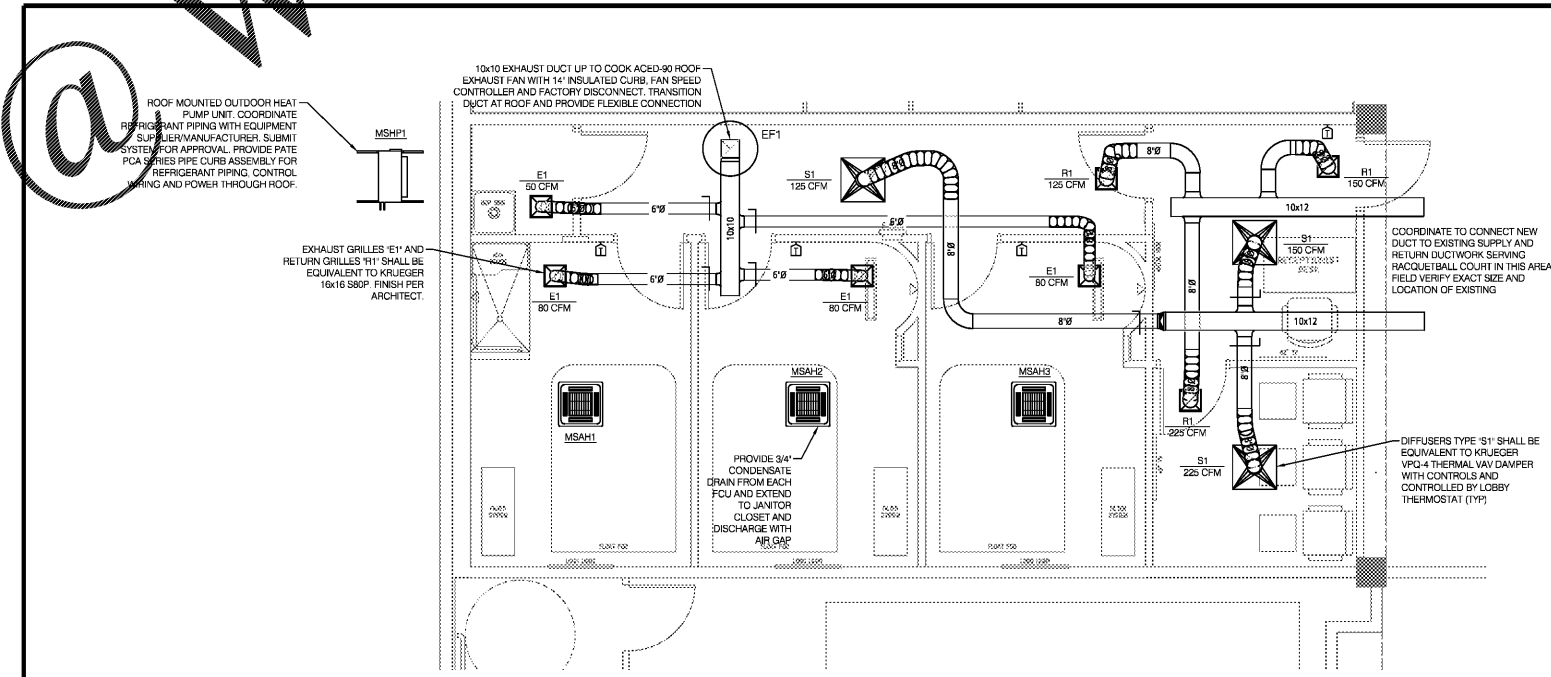 @ W
10x10 EXHAUST DUCT UP TO COOK ACED-90 ROOF
EXHAUST FAN WITH 14" INSULATED CURB, FAN SPEED
CONTROLLER AND FACTORY DISCONNECT. TRANSITION
DUCT AT ROOF AND PROVIDE FLEXIBLE CONNECTION
ROOF MOUNTED OUTDOOR HEAT
PUMP UNIT. COORDINATE
REFRIGERANT PIPING WITH EQUIPMENT
SUPPLIER/MANUFACTURER. SUBMIT
SYSTEM FOR APPROVAL. PROVIDE PATE
PCA SERIES PIPE CURB ASSEMBLY FOR
REFRIGERANT PIPING, CONTROL
WIRING AND POWER THROUGH ROOF.
MSHP1
EF1
E1
50 CFM
6"Ø
10x10
S1
125 CFM
8"Ø
6"Ø
8"Ø
R1
125 CFM
8"Ø
T
R1
150 CFM
10x12
S1
150 CFM
COORDINATE TO CONNECT NEW
DUCT TO EXISTING SUPPLY AND
RETURN DUCTWORK SERVING
RACQUETBALL COURT IN THIS AREA
FIELD VERIFY EXACT SIZE AND
LOCATION OF EXISTING
EXHAUST GRILLES "E1" AND
RETURN GRILLES "R1" SHALL BE
EQUIVALENT TO KRUEGER
16x16 S80P. FINISH PER
ARCHITECT.
T
T
T
E1
80 CFM
6"Ø
6"Ø
E1
80 CFM
E1
80 CFM
8"Ø
8"Ø
10x12
8"Ø
MSAH1
MSAH2
MSAH3
R1
225 CFM
S1
225 CFM
PROVIDE 3/4"
CONDENSATE
DRAIN FROM EACH
FCU AND EXTEND
TO JANITOR
CLOSET AND
DISCHARGE WITH
AIR GAP
DIFFUSERS TYPE "S1" SHALL BE
EQUIVALENT TO KRUEGER
VPQ-4 THERMAL VAV DAMPER
WITH CONTROLS AND
CONTROLLED BY LOBBY
THERMOSTAT (TYP)
FLOAT POD
FLOAT POD
FLOAT POD